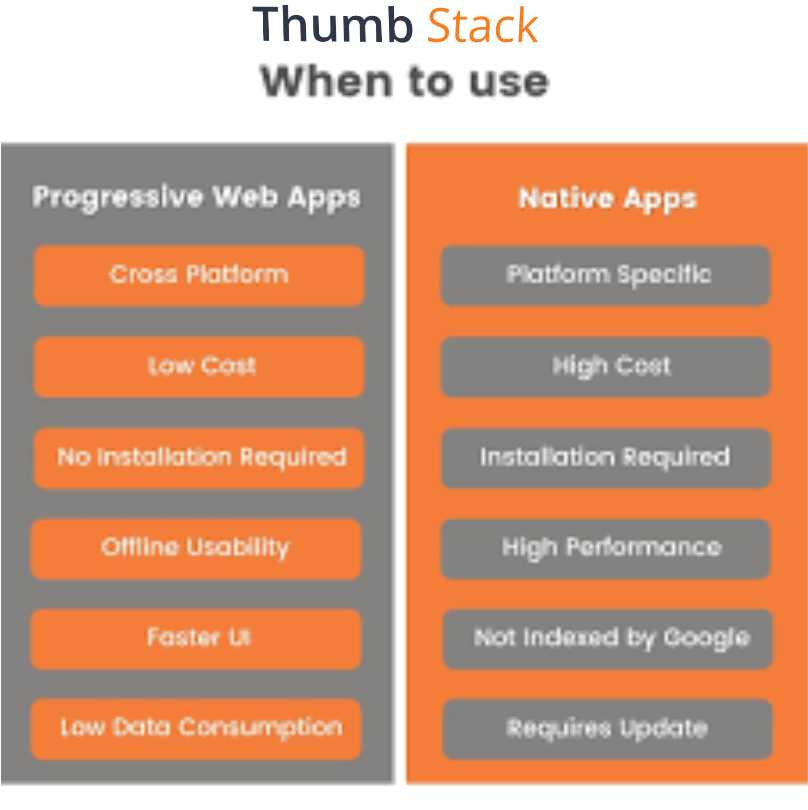 Thumb Stack
When to use
Progressive Web Apps
Cross Platform
Low Cost
No Installation Required
Offline Usability
Faster UI
Low Data Consumption
Native Apps
Platform Specific
High Cost
Installation Required
High Performance
Not Indexed by Google
Requires Update